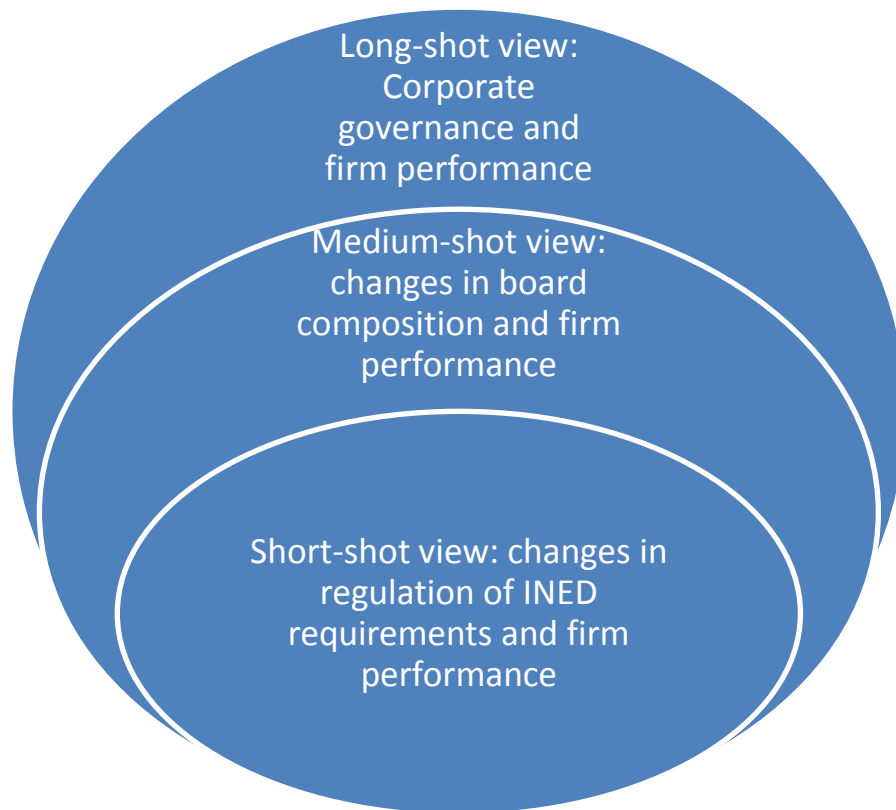 Long-shot view:
Corporate
governance and
firm performance
Medium-shot view:
changes in board
composition and firm
performance
Short-shot view: changes in
regulation of INED
requirements and firm
performance